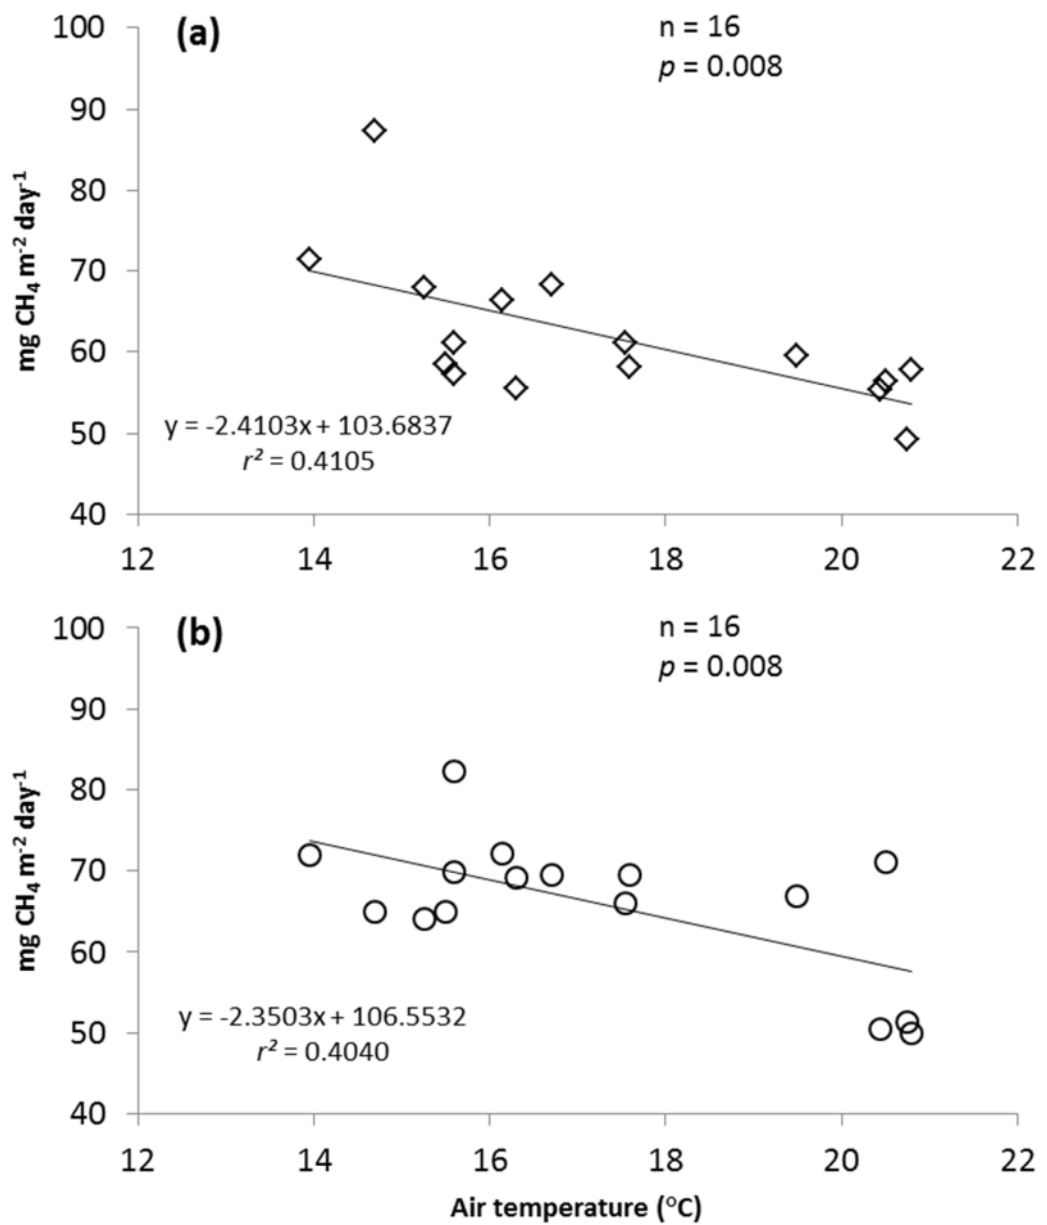 (a)
n = 16
p = 0.008
100
90
80
70
60
50
40
mg CH₄ m⁻² day⁻¹
y = -2.4103x + 103.6837
r² = 0.4105
12 14 16 18 20 22
(b)
n = 16
p = 0.008
100
90
80
70
60
50
40
mg CH₄ m⁻² day⁻¹
y = -2.3503x + 106.5532
r² = 0.4040
12 14 16 18 20 22
Air temperature (°C)